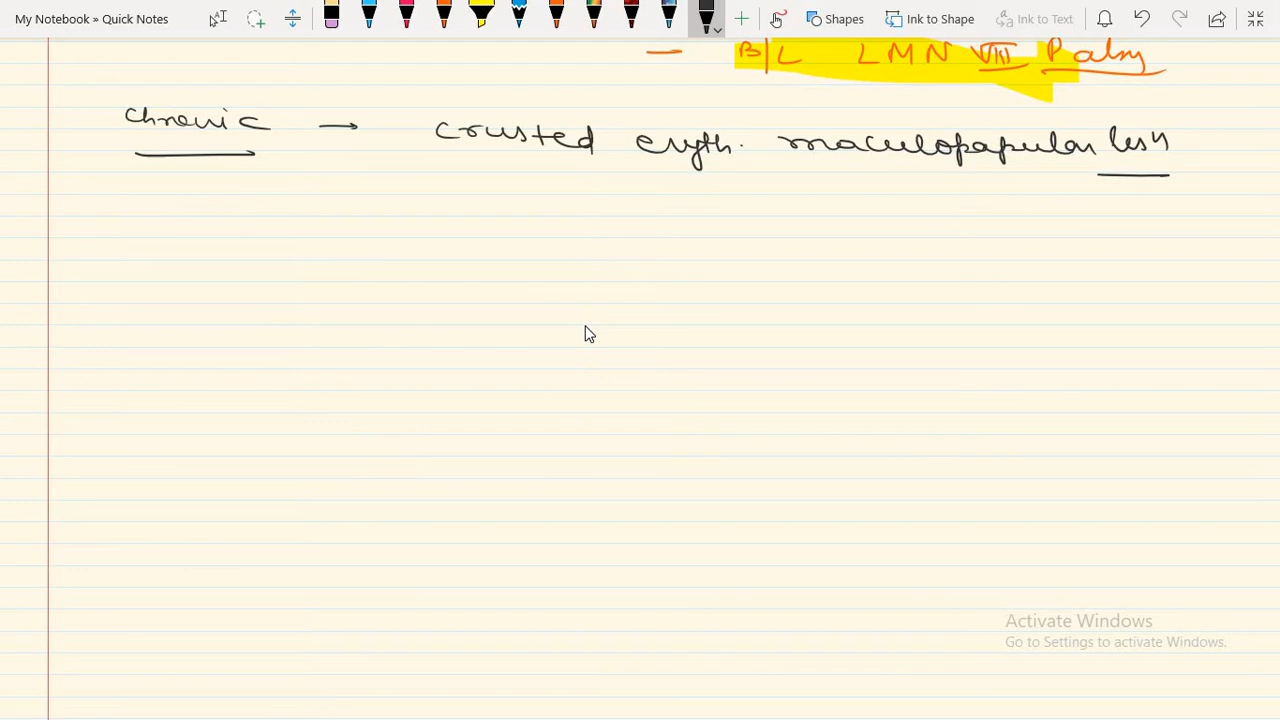 My Notebook » Quick Notes Shapes Ink to Shape Ink to Text
— B/L LMN VIII Palsy
Chronic → crusted eryth. maculopapular lesn
Activate Windows
Go to Settings to activate Windows.